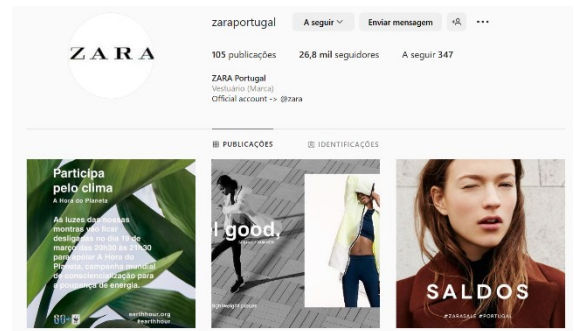 zaraportugal A seguir Enviar mensagem
ZARA
105 publicações 26,8 mil seguidores A seguir 347
ZARA Portugal
Vestuário (Marca)
Official account -> @zara
PUBLICAÇÕES IDENTIFICAÇÕES
Participa
pelo clima
A Hora do Planeta
As luzes das nossas
montras vão ficar
desligadas no dia 19 de
março das 20h30 às 21h30
para apoiar A Hora do
Planeta, campanha mundial
de consciencialização para
a poupança de energia.
earthhour.org
#earthhour
l good,
SALDOS
#ZARASALE #PORTUGAL